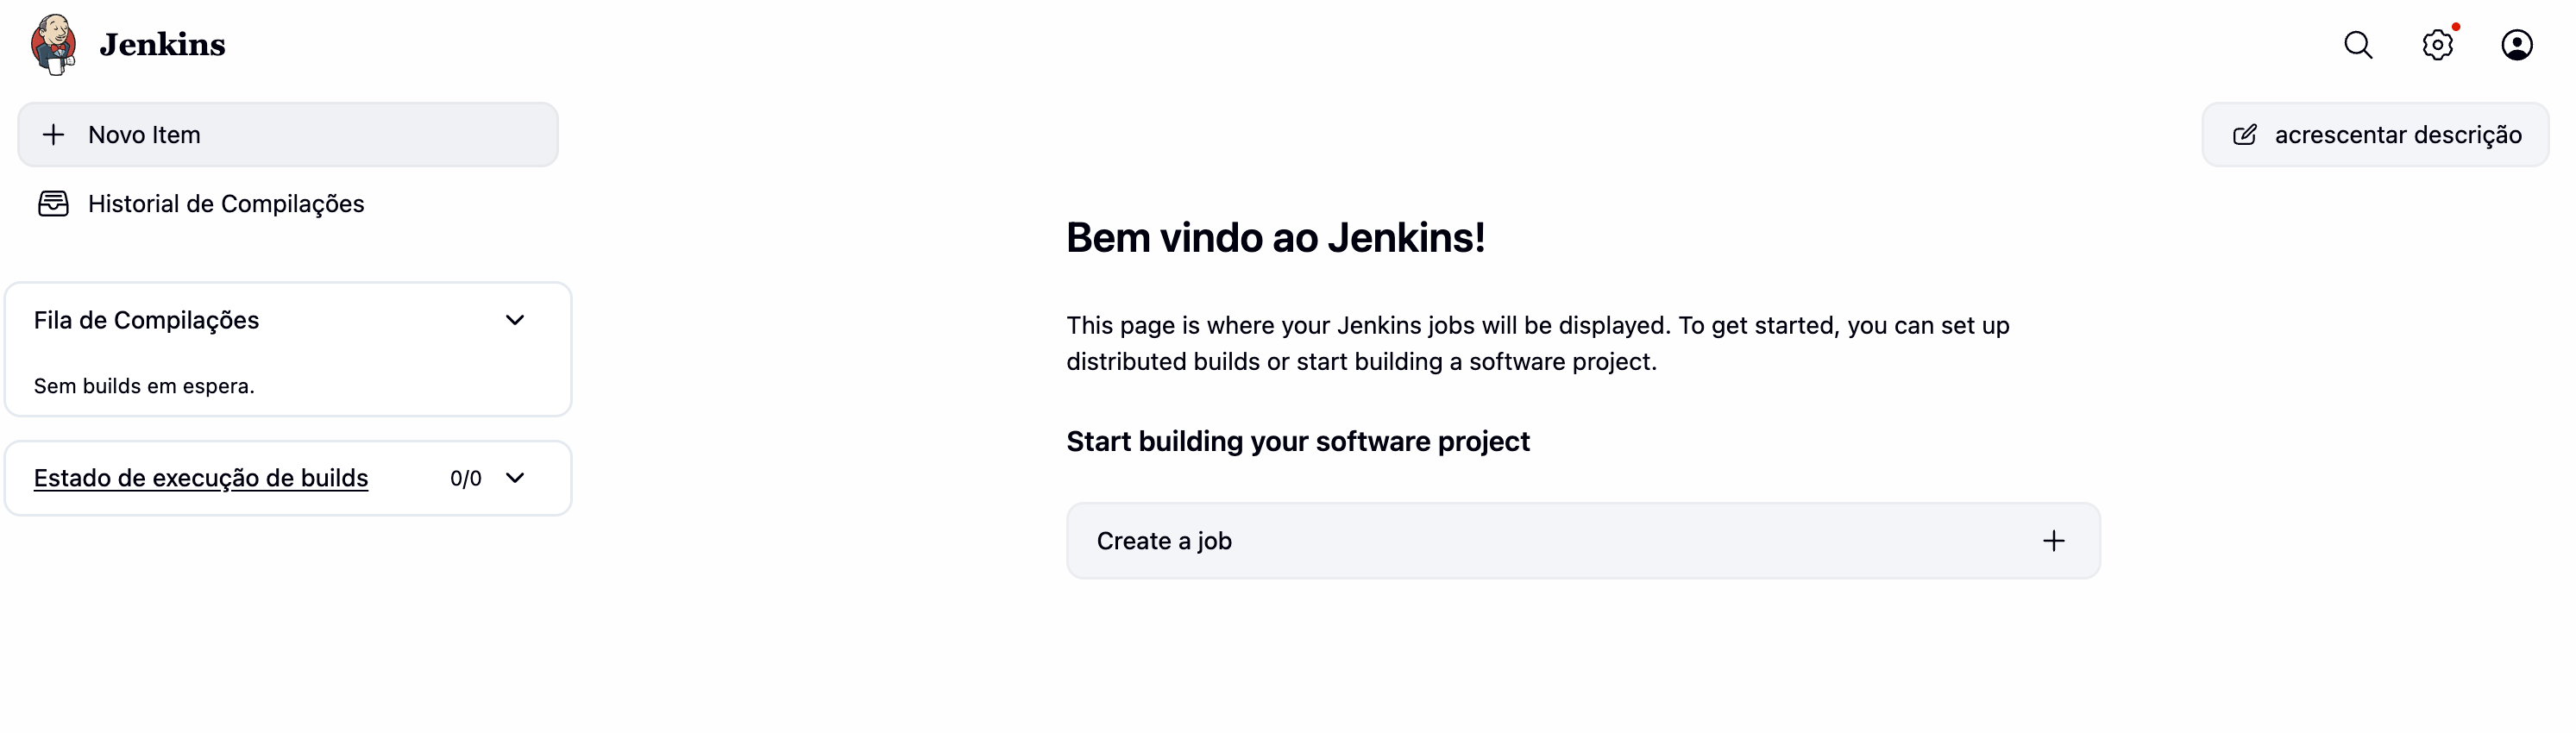 Jenkins
Novo Item
acrescentar descrição
Historial de Compilações
Bem vindo ao Jenkins!
Fila de Compilações
Sem builds em espera.
This page is where your Jenkins jobs will be displayed. To get started, you can set up
distributed builds or start building a software project.
Start building your software project
Estado de execução de builds 0/0
Create a job